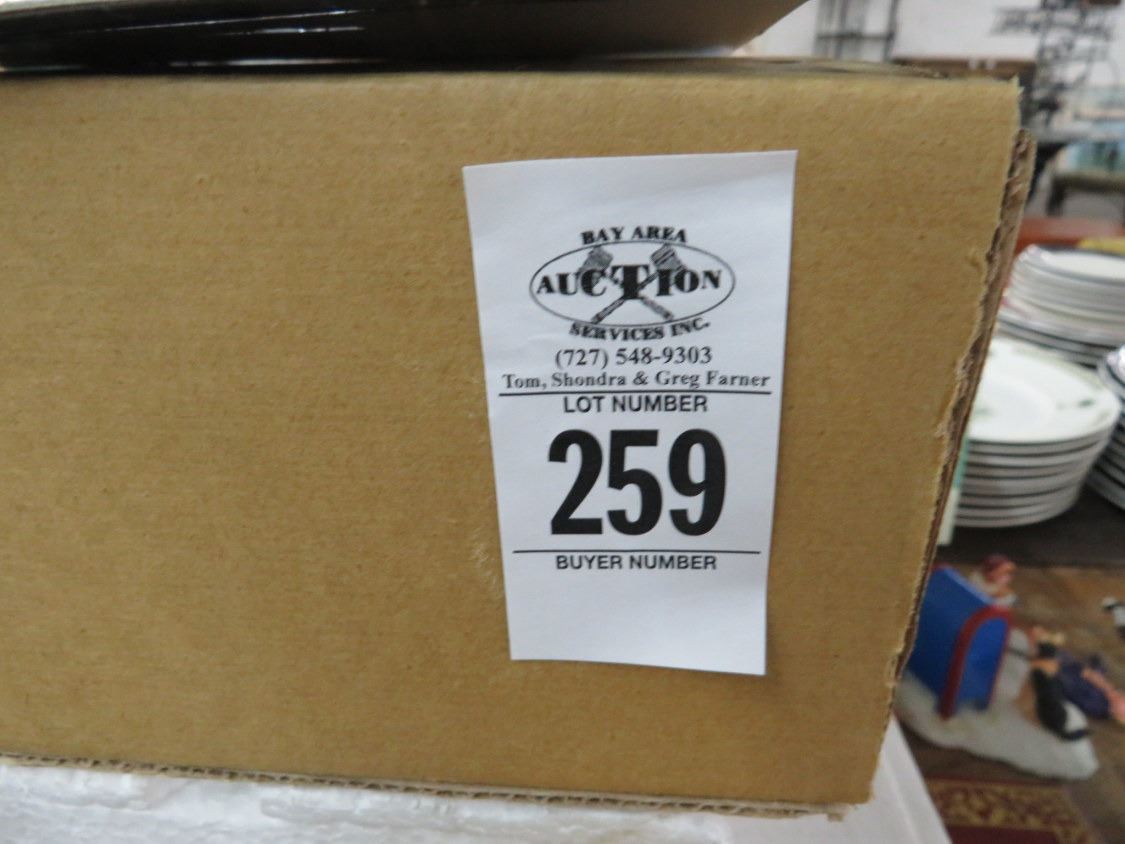 BAY AREA
AUCTION
SERVICES INC.
(727) 548-9303
Tom, Shondra & Greg Farner
LOT NUMBER
259
BUYER NUMBER